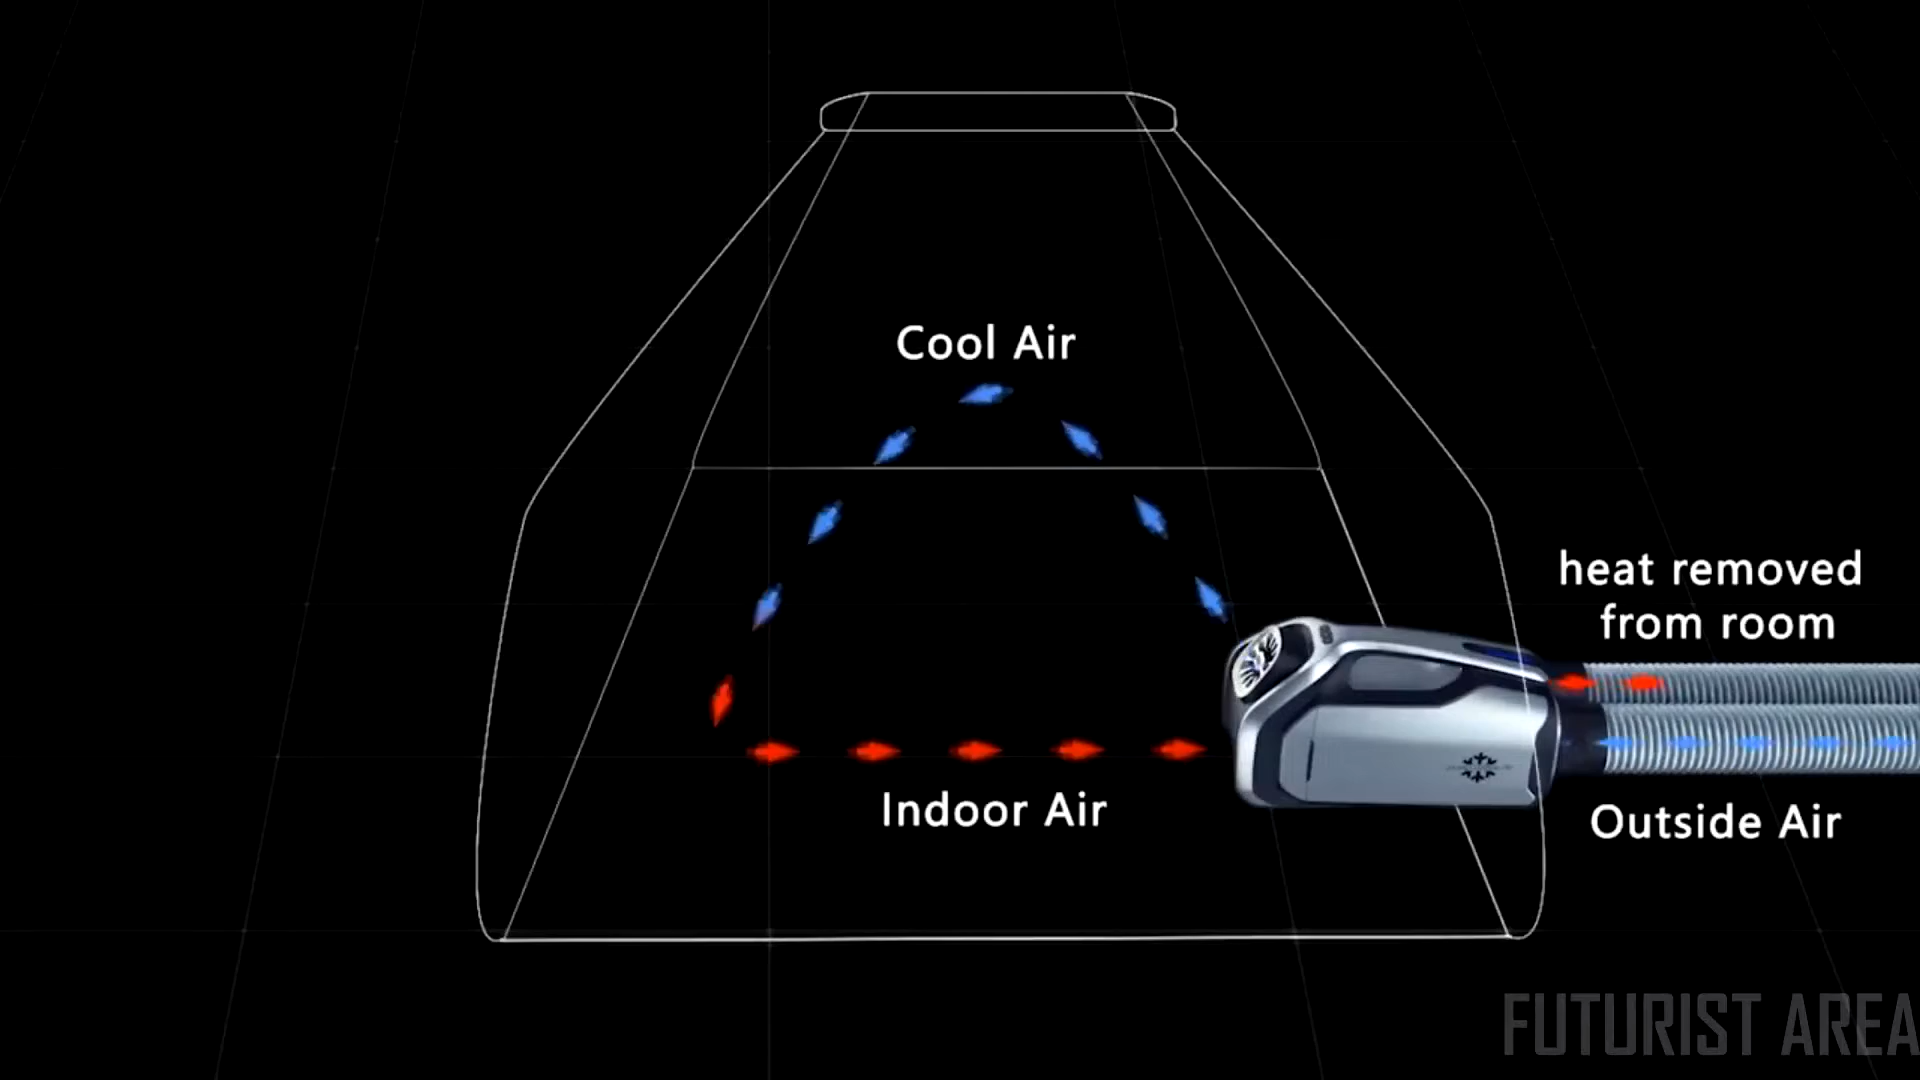 Cool Air
heat removed
from room
Indoor Air
Outside Air
FUTURIST AREA